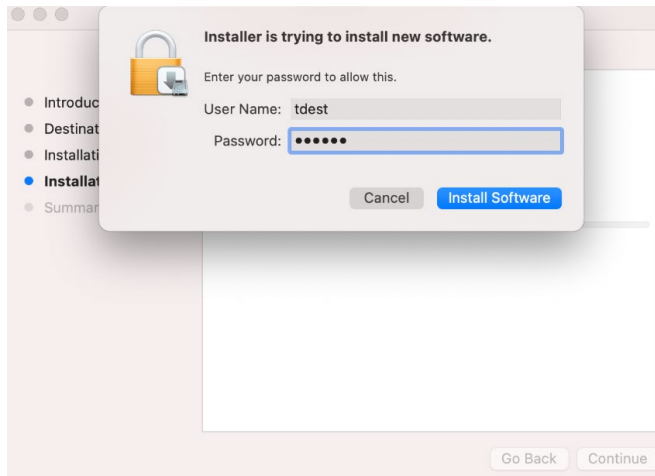 Installer is trying to install new software.
Enter your password to allow this.
User Name: tdest
Password: ••••••
Cancel Install Software
Introduc
Destinat
Installati
Installat
Summar
Go Back Continue